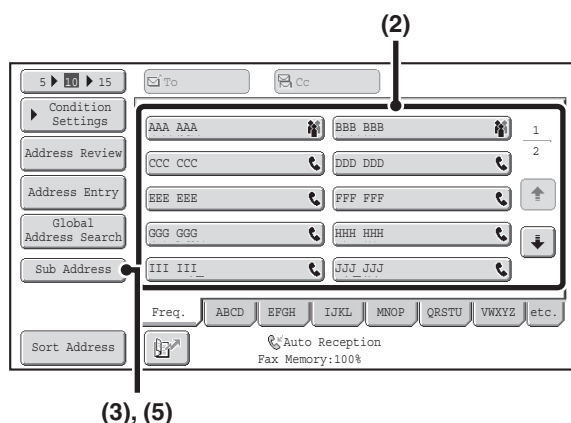 (2)
5 10 15
To
Cc
Condition
Settings
Address Review
Address Entry
Global
Address Search
Sub Address
Sort Address
AAA AAA
BBB BBB
CCC CCC
DDD DDD
EEE EEE
FFF FFF
GGG GGG
HHH HHH
III III
JJJ JJJ
1
2
Freq.
ABCD
EFGH
IJKL
MNOP
QRSTU
VWXYZ
etc.
Auto Reception
Fax Memory:100%
(3), (5)